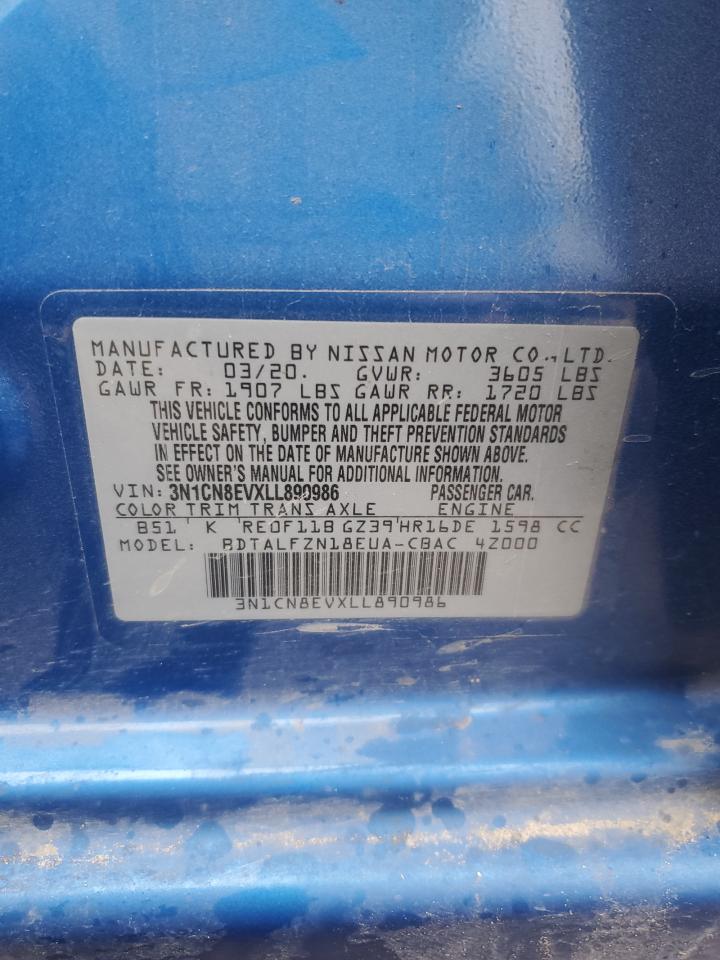 MANUFACTURED BY NISSAN MOTOR CO.,LTD.
DATE: 03/20. GVWR: 3605 LBS
GAWR FR: 1907 LBS GAWR RR: 1720 LBS
THIS VEHICLE CONFORMS TO ALL APPLICABLE FEDERAL MOTOR
VEHICLE SAFETY, BUMPER AND THEFT PREVENTION STANDARDS
IN EFFECT ON THE DATE OF MANUFACTURE SHOWN ABOVE.
SEE OWNER'S MANUAL FOR ADDITIONAL INFORMATION.
VIN: 3N1CN8EVXLL890986 PASSENGER CAR.
COLOR TRIM TRANS AXLE ENGINE
B51 K RE0F11B GZ39 HR16DE 1598 CC
MODEL: BDTALFZN18EUA-CBAC 4Z000
3N1CN8EVXLL890986